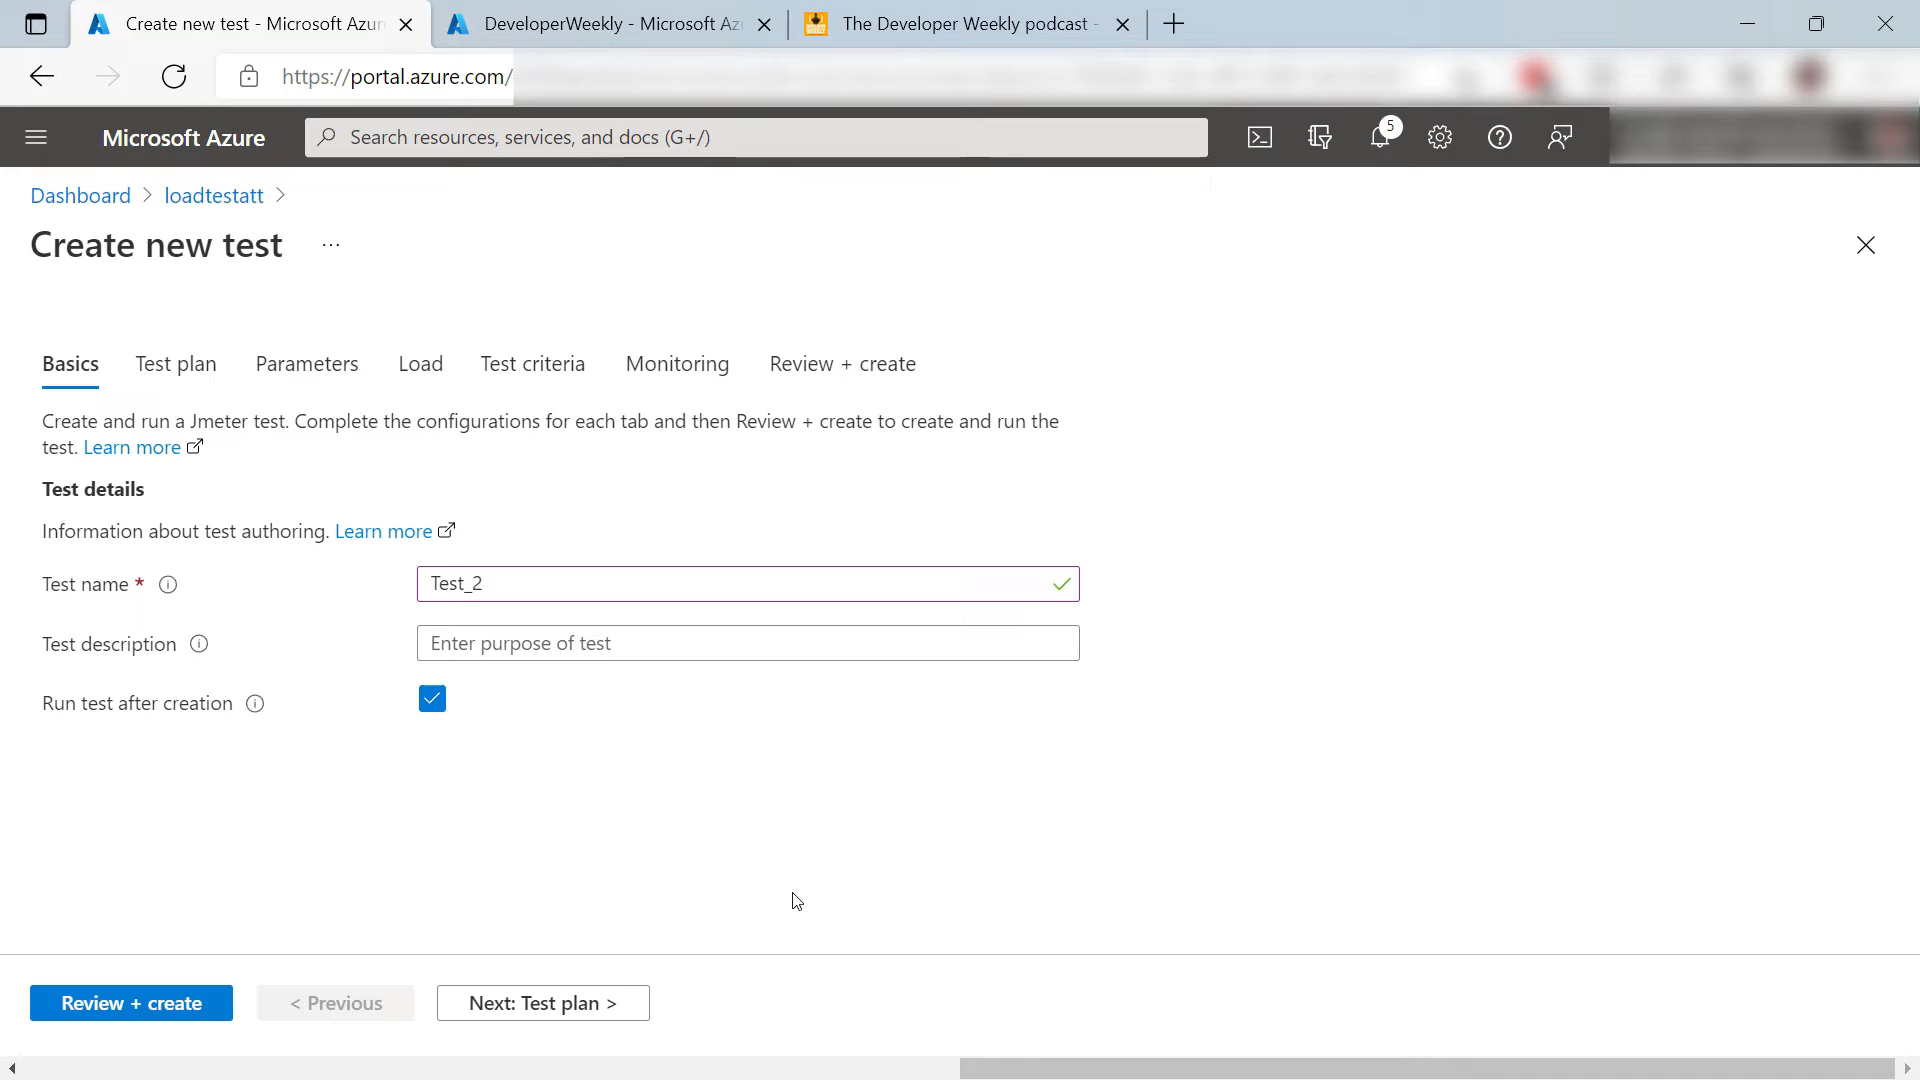 Create new test - Microsoft Azur
DeveloperWeekly - Microsoft Az
The Developer Weekly podcast -
https://portal.azure.com/
Microsoft Azure
Search resources, services, and docs (G+/)
5
Dashboard > loadtestatt >
Create new test ...
Basics Test plan Parameters Load Test criteria Monitoring Review + create
Create and run a Jmeter test. Complete the configurations for each tab and then Review + create to create and run the
test. Learn more
Test details
Information about test authoring. Learn more
Test name *
Test_2
Test description
Enter purpose of test
Run test after creation
Review + create
< Previous
Next: Test plan >